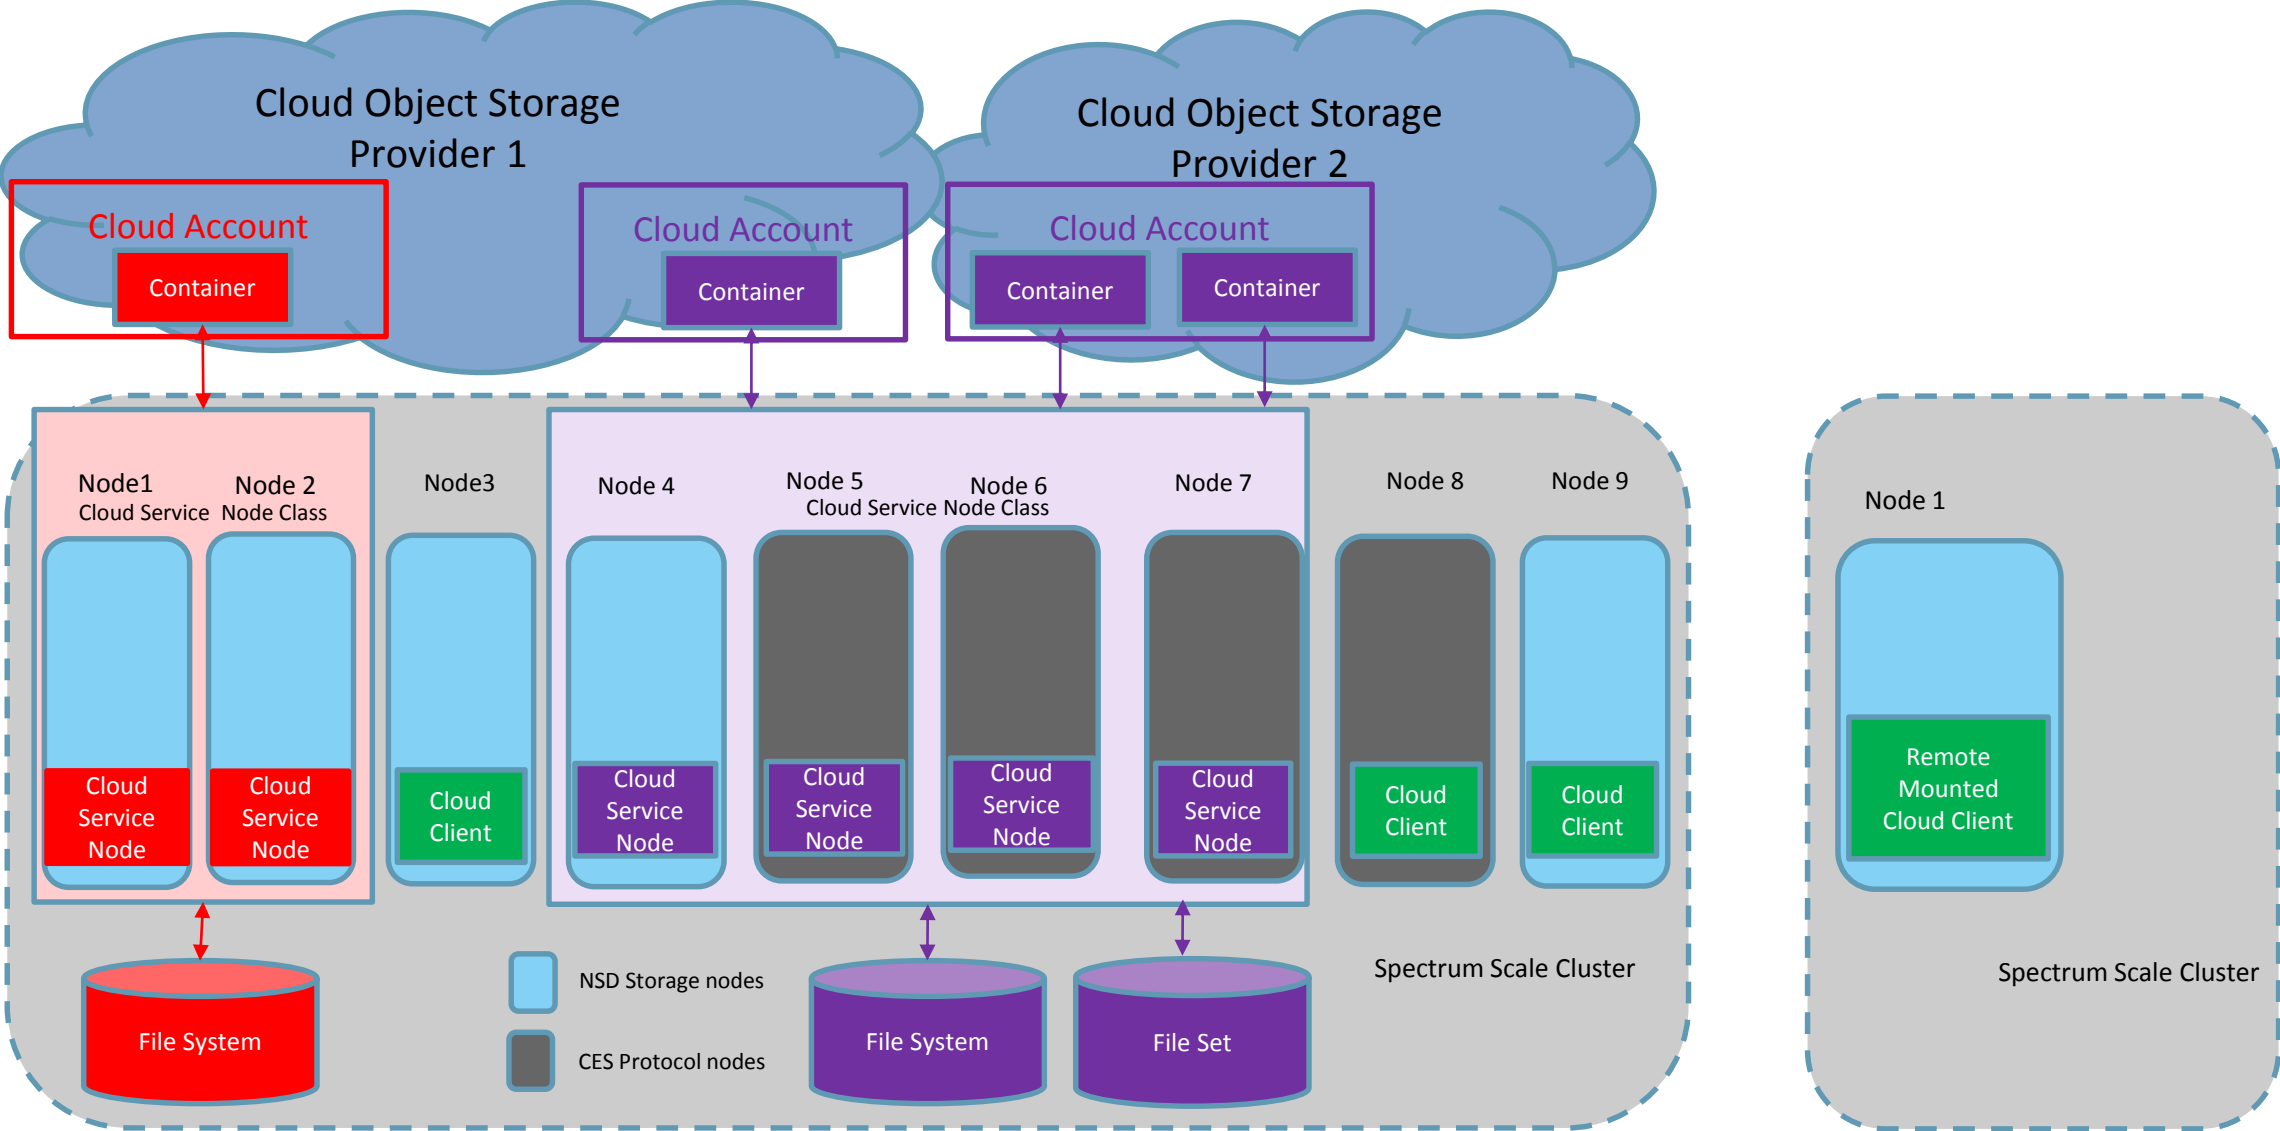 Cloud Object Storage
Provider 1
Cloud Object Storage
Provider 2
Cloud Account
Container
Cloud Account
Container
Cloud Account
Container
Container
Node1
Node 2
Cloud Service Node Class
Node3
Node 4
Node 5
Node 6
Node 7
Cloud Service Node Class
Node 8
Node 9
Node 1
Cloud
Service
Node
Cloud
Service
Node
Cloud
Client
Cloud
Service
Node
Cloud
Service
Node
Cloud
Service
Node
Cloud
Service
Node
Cloud
Client
Cloud
Client
Remote
Mounted
Cloud Client
File System
NSD Storage nodes
CES Protocol nodes
File System
File Set
Spectrum Scale Cluster
Spectrum Scale Cluster